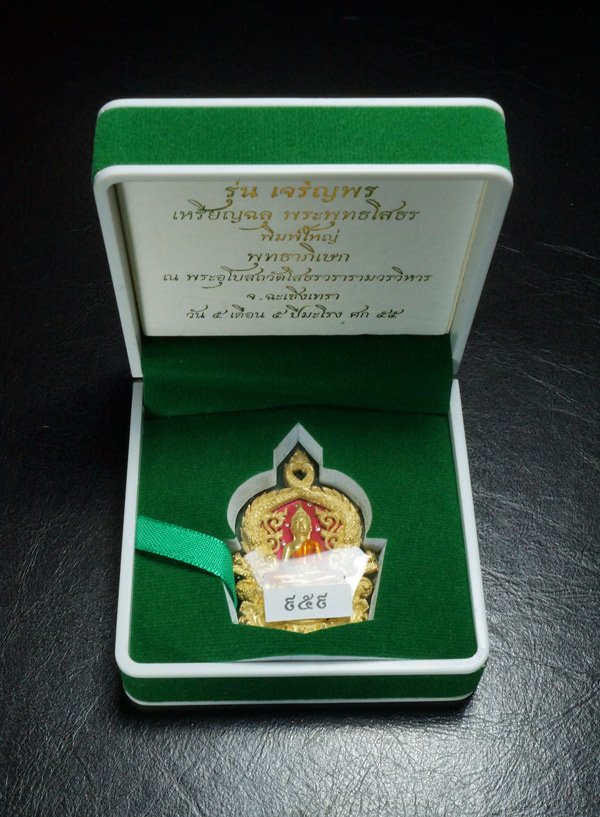 รุ่น เจริญพร
เหรียญฉลุ พระพุทธโสธร
พิมพ์ใหญ่
พุทธาภิเษก
ณ พระอุโบสถวัดโสธรวรารามวรวิหาร
จ.ฉะเชิงเทรา
วัน ๕ เดือน ๕ ปีมะโรง ศก ๕๕
๙๕๙